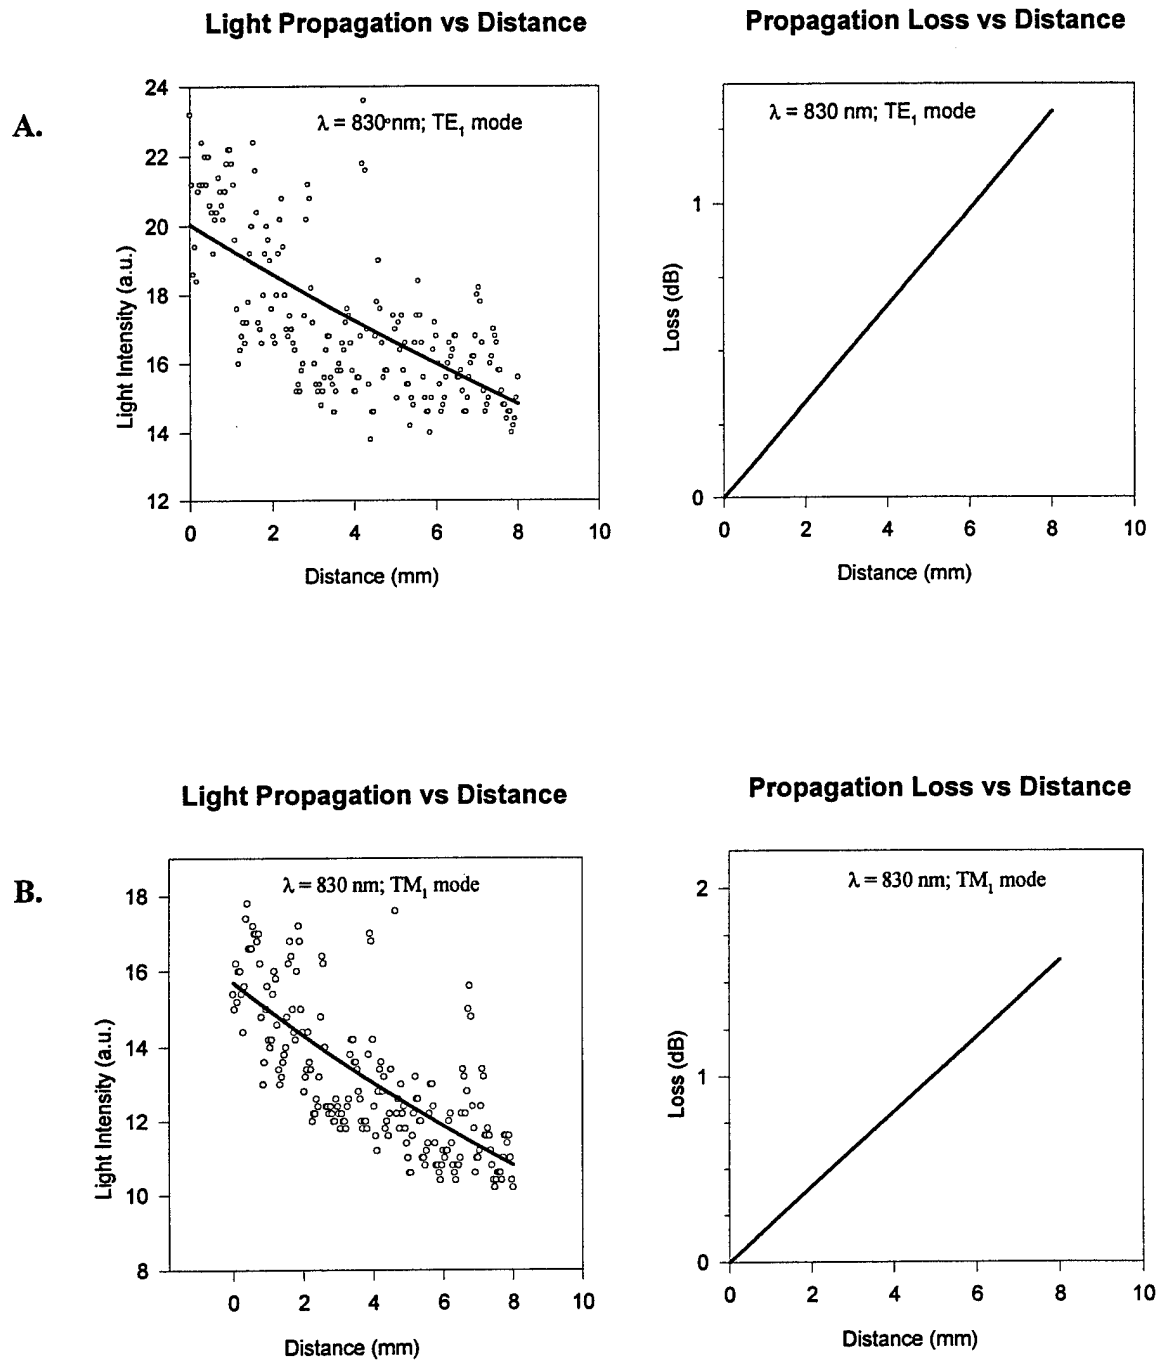 Light Propagation vs Distance
Propagation Loss vs Distance
A.
24
22
20
18
16
14
12
Light Intensity (a.u.)
λ = 830 nm; TE1 mode
0 2 4 6 8 10
Distance (mm)
1
0
Loss (dB)
λ = 830 nm; TE1 mode
0 2 4 6 8 10
Distance (mm)
Light Propagation vs Distance
Propagation Loss vs Distance
B.
18
16
14
12
10
8
Light Intensity (a.u.)
λ = 830 nm; TM1 mode
0 2 4 6 8 10
Distance (mm)
2
1
0
Loss (dB)
λ = 830 nm; TM1 mode
0 2 4 6 8 10
Distance (mm)